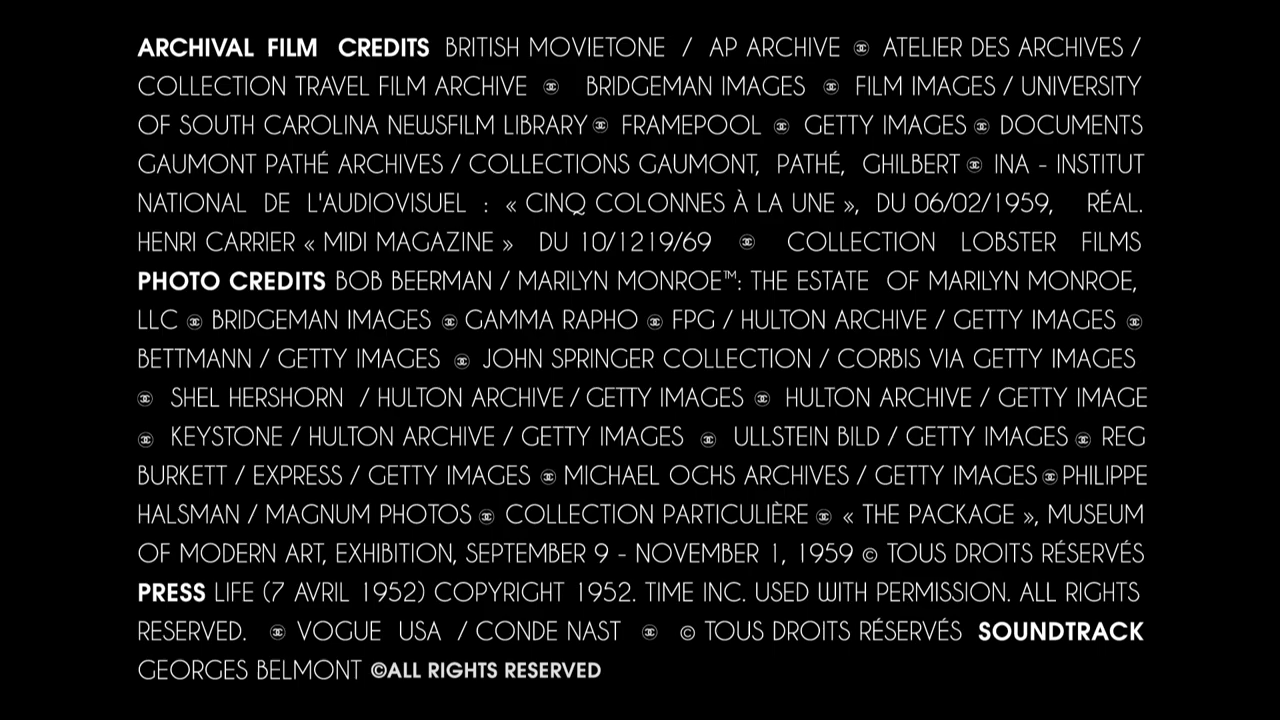 ARCHIVAL FILM CREDITS BRITISH MOVIETONE / AP ARCHIVE ATELIER DES ARCHIVES /
COLLECTION TRAVEL FILM ARCHIVE BRIDGEMAN IMAGES FILM IMAGES / UNIVERSITY
OF SOUTH CAROLINA NEWSFILM LIBRARY FRAMEPOOL GETTY IMAGES DOCUMENTS
GAUMONT PATHÉ ARCHIVES / COLLECTIONS GAUMONT, PATHÉ, GHILBERT INA - INSTITUT
NATIONAL DE L'AUDIOVISUEL : « CINQ COLONNES À LA UNE », DU 06/02/1959, RÉAL.
HENRI CARRIER « MIDI MAGAZINE » DU 10/1219/69 COLLECTION LOBSTER FILMS
PHOTO CREDITS BOB BEERMAN / MARILYN MONROE™: THE ESTATE OF MARILYN MONROE,
LLC BRIDGEMAN IMAGES GAMMA RAPHO FPG / HULTON ARCHIVE / GETTY IMAGES
BETTMANN / GETTY IMAGES JOHN SPRINGER COLLECTION / CORBIS VIA GETTY IMAGES
SHEL HERSHORN / HULTON ARCHIVE / GETTY IMAGES HULTON ARCHIVE / GETTY IMAGE
KEYSTONE / HULTON ARCHIVE / GETTY IMAGES ULLSTEIN BILD / GETTY IMAGES REG
BURKETT / EXPRESS / GETTY IMAGES MICHAEL OCHS ARCHIVES / GETTY IMAGES PHILIPPE
HALSMAN / MAGNUM PHOTOS COLLECTION PARTICULIÈRE « THE PACKAGE », MUSEUM
OF MODERN ART, EXHIBITION, SEPTEMBER 9 - NOVEMBER 1, 1959 © TOUS DROITS RÉSERVÉS
PRESS LIFE (7 AVRIL 1952) COPYRIGHT 1952. TIME INC. USED WITH PERMISSION. ALL RIGHTS
RESERVED. VOGUE USA / CONDE NAST © TOUS DROITS RÉSERVÉS SOUNDTRACK
GEORGES BELMONT ©ALL RIGHTS RESERVED